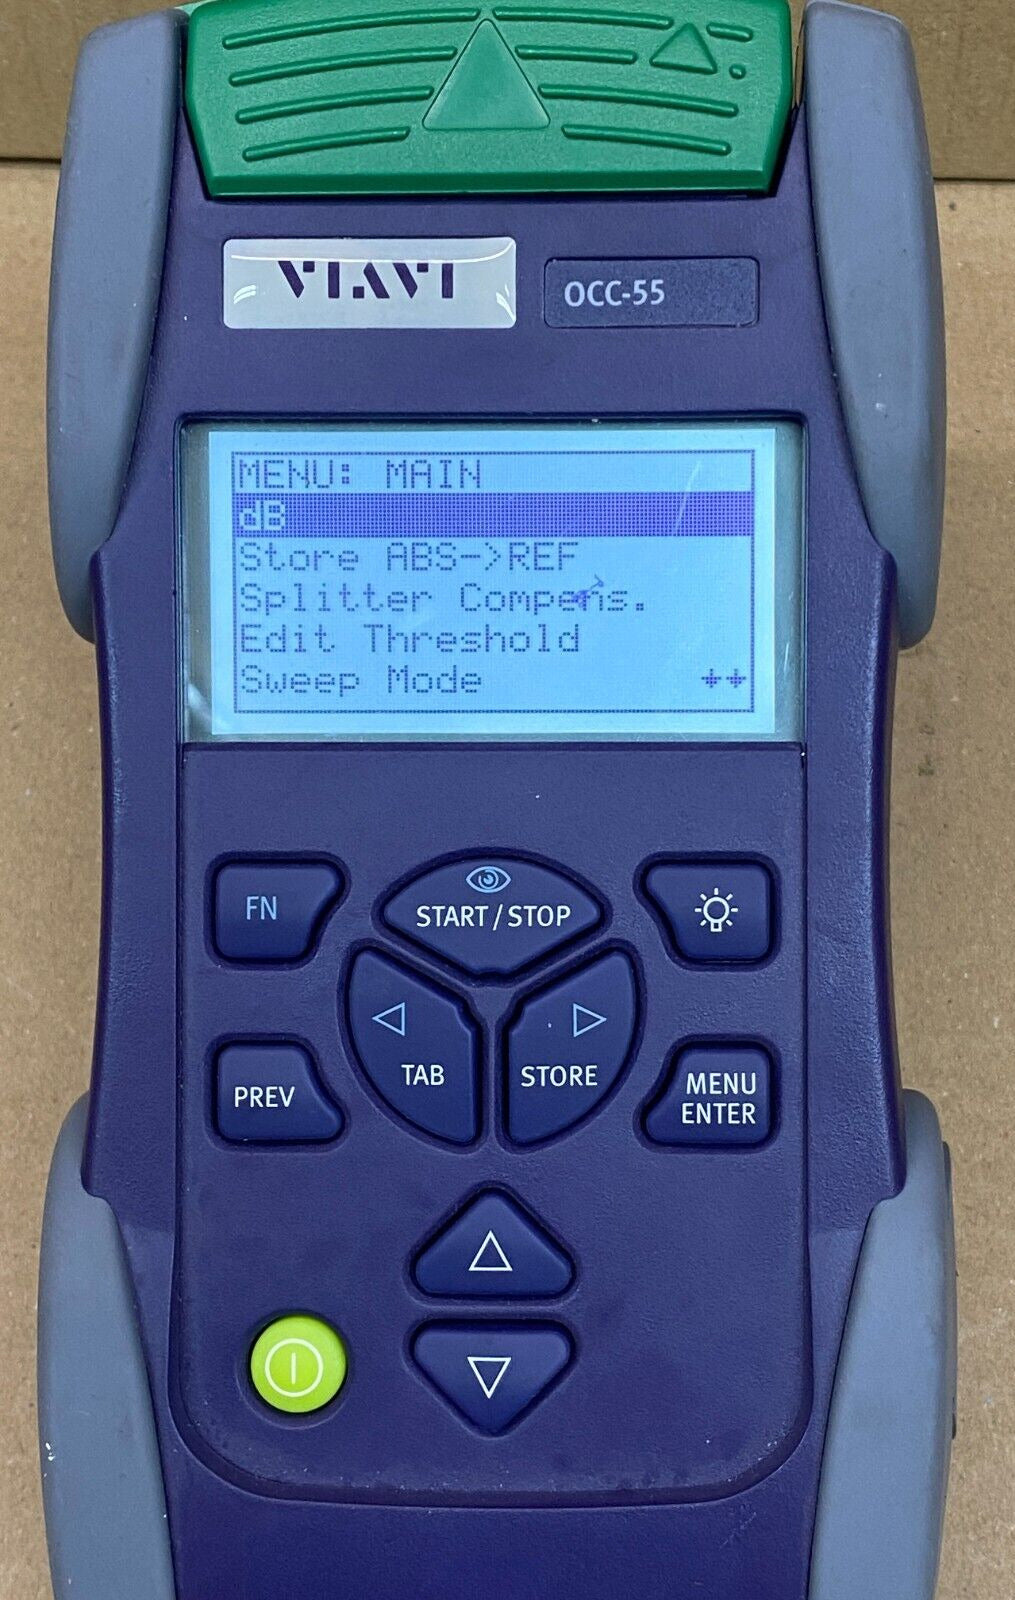 VIAVI
OCC-55
MENU: MAIN
dB
Store ABS->REF
Splitter Compens.
Edit Threshold
Sweep Mode
START / STOP
FN
TAB
STORE
PREV
MENU
ENTER